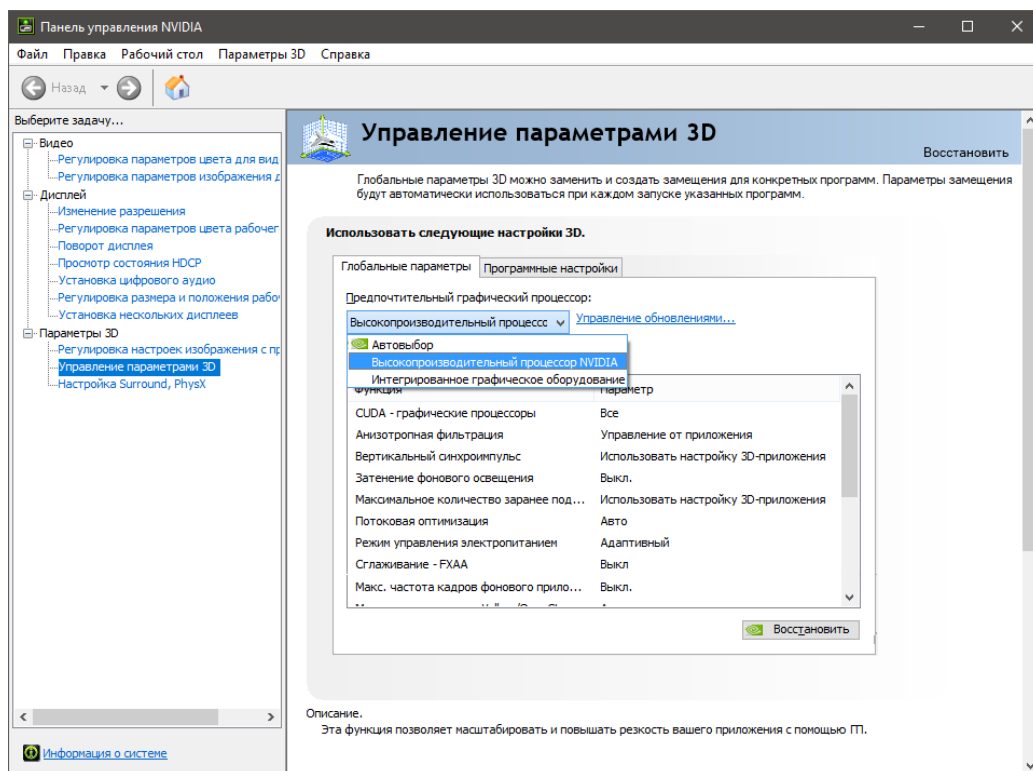 Панель управления NVIDIA
Файл Правка Рабочий стол Параметры 3D Справка
Назад
Выберите задачу...
Видео
Регулировка параметров цвета для вид
Регулировка параметров изображения д
Дисплей
Изменение разрешения
Регулировка параметров цвета рабочег
Поворот дисплея
Просмотр состояния HDCP
Установка цифрового аудио
Регулировка размера и положения рабо
Установка нескольких дисплеев
Параметры 3D
Регулировка настроек изображения с пр
Управление параметрами 3D
Настройка Surround, PhysX
Информация о системе
Управление параметрами 3D
Восстановить
Глобальные параметры 3D можно заменить и создать замещения для конкретных программ. Параметры замещения
будут автоматически использоваться при каждом запуске указанных программ.
Использовать следующие настройки 3D.
Глобальные параметры Программные настройки
Предпочтительный графический процессор:
Высокопроизводительный процесс Управление обновлениями...
Автовыбор
Высокопроизводительный процессор NVIDIA
Интегрированное графическое оборудование
Функция Параметр
CUDA - графические процессоры Все
Анизотропная фильтрация Управление от приложения
Вертикальный синхроимпульс Использовать настройку 3D-приложения
Затенение фонового освещения Выкл.
Максимальное количество заранее под... Использовать настройку 3D-приложения
Потоковая оптимизация Авто
Режим управления электропитанием Адаптивный
Сглаживание - FXAA Выкл
Макс. частота кадров фонового прило... Выкл.
Восстановить
Описание.
Эта функция позволяет масштабировать и повышать резкость вашего приложения с помощью ГП.